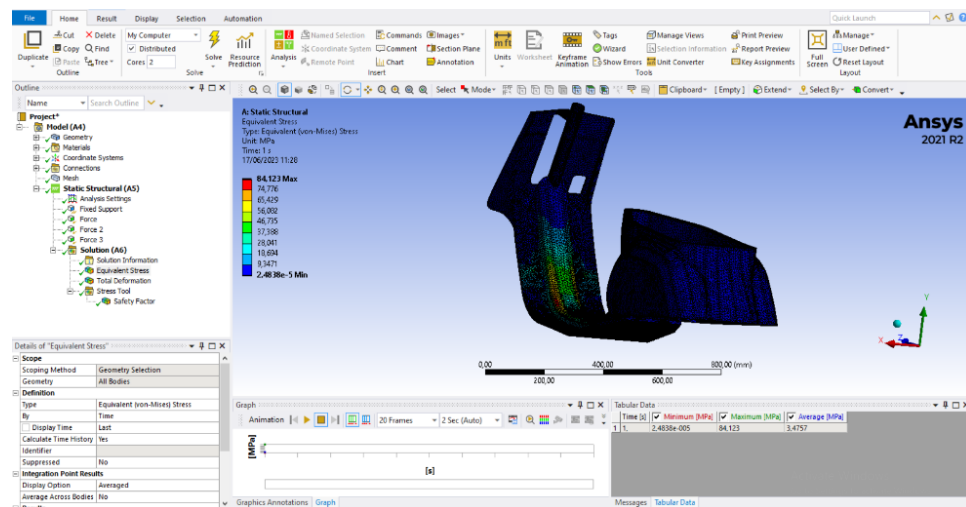 File Home Result Display Selection Automation Quick Launch
Cut Delete My Computer Named Selection Commands Images Tags Manage Views Print Preview Manage
Copy Find Distributed Coordinate System Comment Section Plane Wizard Selection Information Report Preview User Defined
Duplicate Paste Tree Cores 2 Solve Resource Prediction Analysis Remote Point Chart Annotation Units Worksheet Keyframe Animation Show Errors Unit Converter Key Assignments Full Screen Reset Layout
Outline Solve Insert Tools Layout
Outline
Name Search Outline
Select Mode Clipboard [ Empty ] Extend Select By Convert
Project*
Model (A4)
Geometry
Materials
Coordinate Systems
Connections
Mesh
Static Structural (A5)
Analysis Settings
Fixed Support
Force
Force 2
Force 3
Solution (A6)
Solution Information
Equivalent Stress
Total Deformation
Stress Tool
Safety Factor
A: Static Structural
Equivalent Stress
Type: Equivalent (von-Mises) Stress
Unit: MPa
Time: 1 s
17/06/2023 11:28
84,123 Max
74,776
65,429
56,082
46,735
37,388
28,041
18,694
9,3471
2,4838e-5 Min
Ansys
2021 R2
Y
X
Z
0,00 400,00 800,00 (mm)
200,00 600,00
Details of "Equivalent Stress"
Scope
Scoping Method Geometry Selection
Geometry All Bodies
Definition
Type Equivalent (von-Mises) Stress
By Time
Display Time Last
Calculate Time History Yes
Identifier
Suppressed No
Integration Point Results
Display Option Averaged
Average Across Bodies No
Graph
Animation 20 Frames 2 Sec (Auto)
[MPa]
[s]
Graphics Annotations Graph
Tabular Data
Time [s] Minimum [MPa] Maximum [MPa] Average [MPa]
1 1, 2,4838e-005 84,123 3,4757
Messages Tabular Data